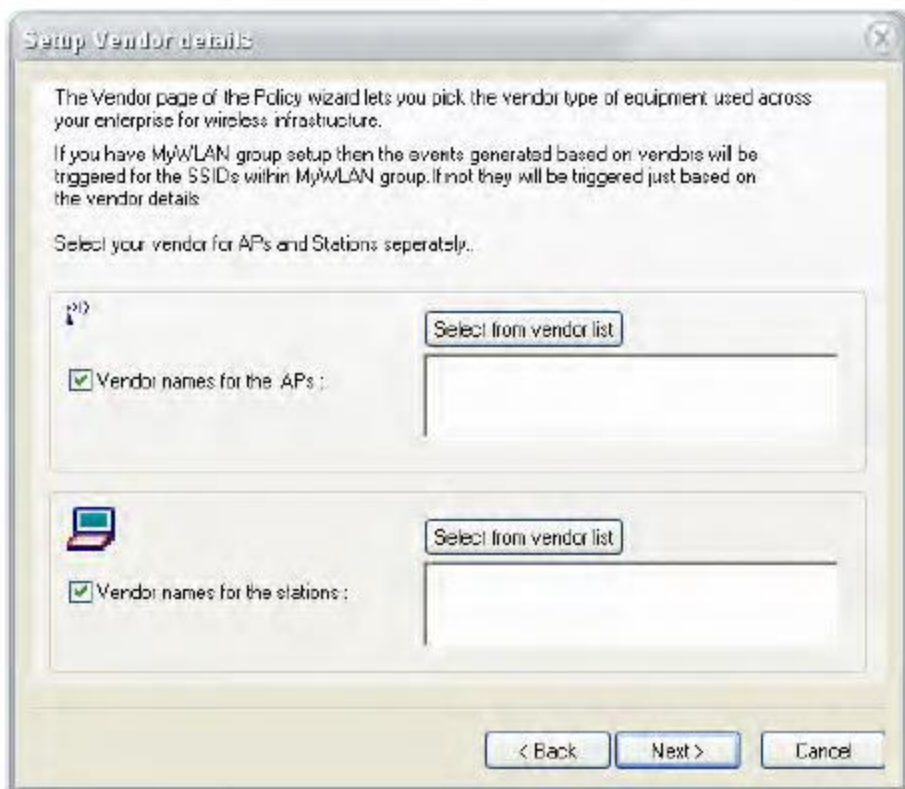 Setup Vendor details
The Vendor page of the Policy wizard lets you pick the vendor type of equipment used across
your enterprise for wireless infrastructure.
If you have MyWLAN group setup then the events generated based on vendors will be
triggered for the SSIDs within MyWLAN group. If not they will be triggered just based on
the vendor details
Select your vendor for APs and Stations seperately..
Select from vendor list
Vendor names for the APs :
Select from vendor list
Vendor names for the stations :
< Back
Next >
Cancel